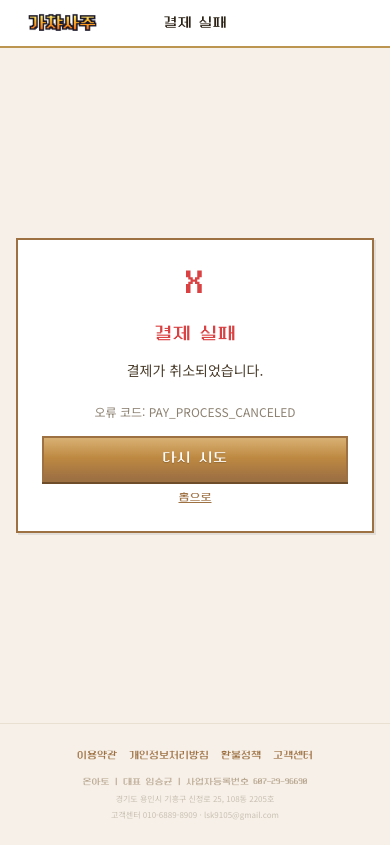 가챠사주
결제 실패
X
결제 실패
결제가 취소되었습니다.
오류 코드: PAY_PROCESS_CANCELED
다시 시도
홈으로
이용약관 개인정보처리방침 환불정책 고객센터
온아토 | 대표 임승균 | 사업자등록번호 687-29-96690
경기도 용인시 기흥구 신정로 25, 108동 2205호
고객센터 010-6889-8909 · lsk9105@gmail.com